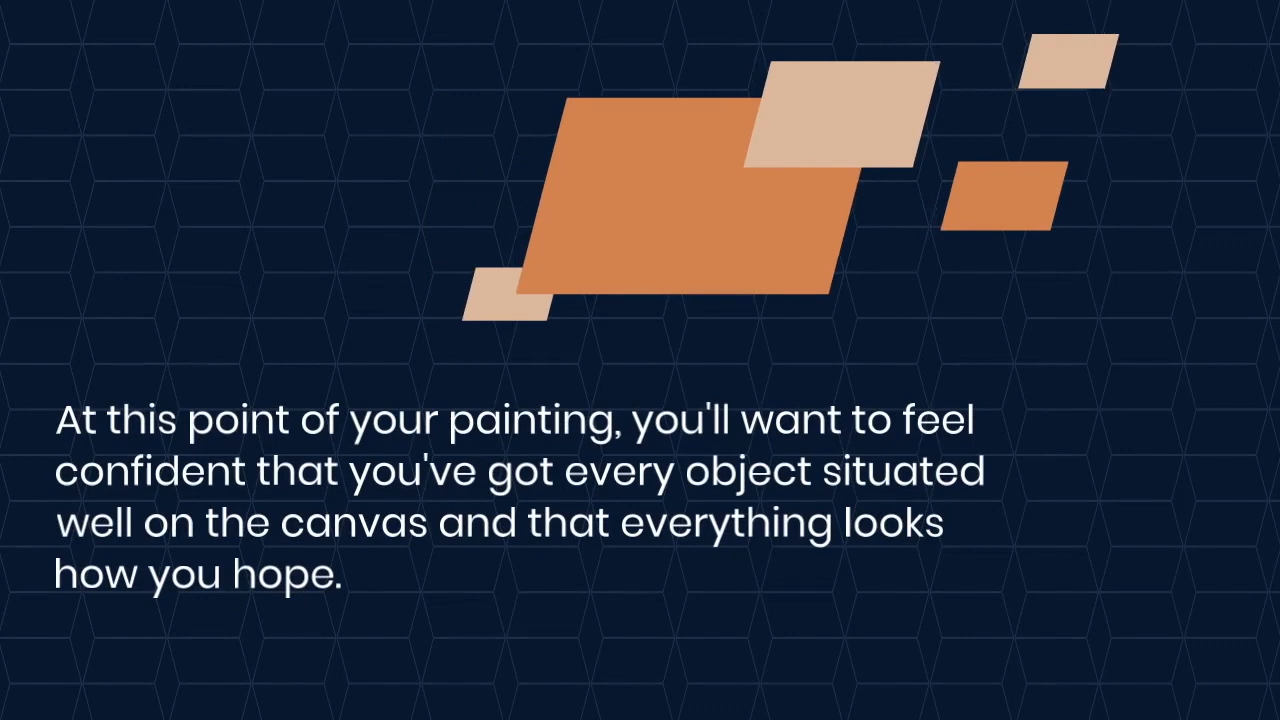 At this point of your painting, you'll want to feel
confident that you've got every object situated
well on the canvas and that everything looks
how you hope.